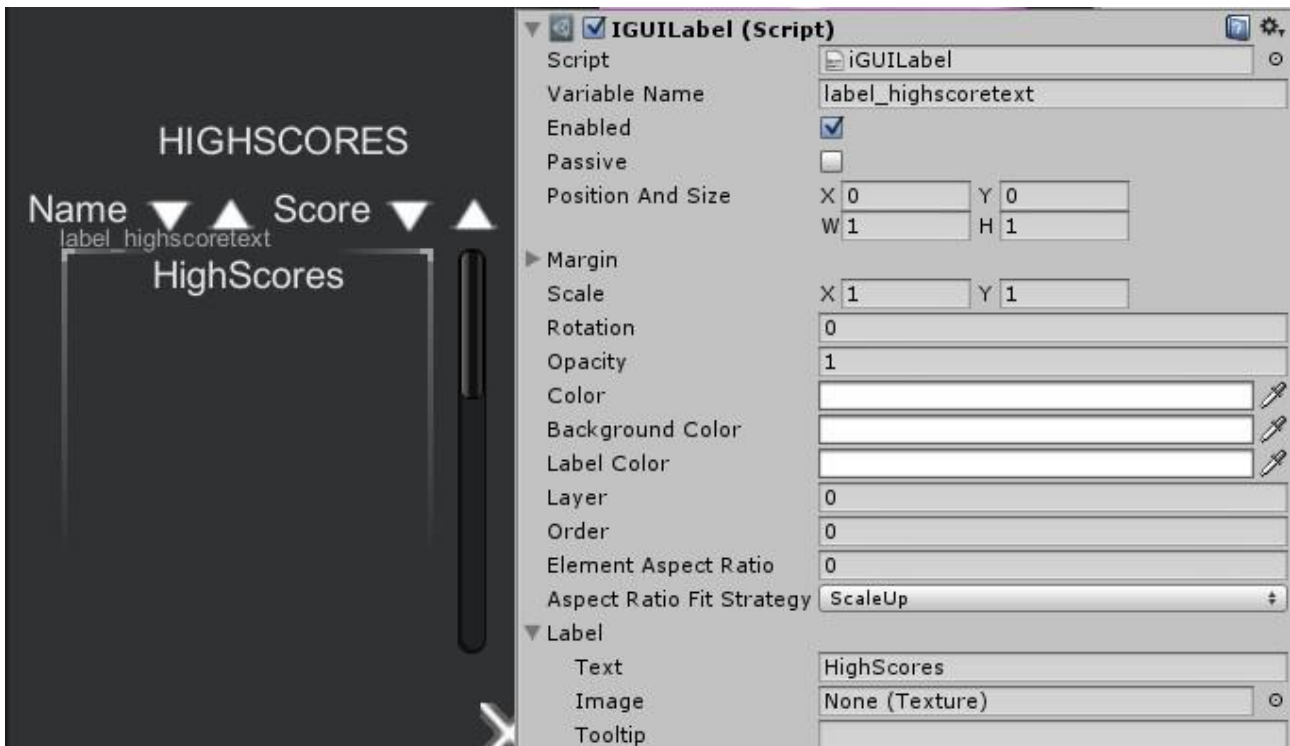 HIGHSCORES
Name Score
label_highscoretext
HighScores
IGUILabel (Script)
Script iGUILabel
Variable Name label_highscoretext
Enabled
Passive
Position And Size X 0 Y 0
W 1 H 1
Margin
Scale X 1 Y 1
Rotation 0
Opacity 1
Color
Background Color
Label Color
Layer 0
Order 0
Element Aspect Ratio 0
Aspect Ratio Fit Strategy ScaleUp
Label
Text HighScores
Image None (Texture)
Tooltip